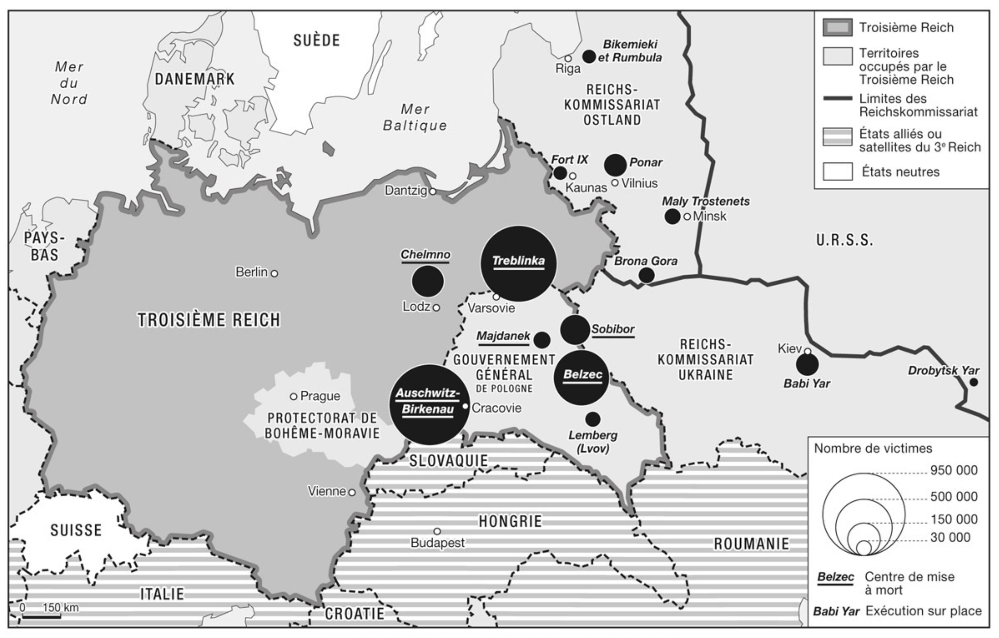 SUÈDE
Mer
du
Nord
DANEMARK
Mer
Baltique
Bikemieki
et Rumbula
Riga
REICHS-
KOMMISSARIAT
OSTLAND
Fort IX
Kaunas
Ponar
Vilnius
Dantzig
Maly Trostenets
Minsk
U.R.S.S.
PAYS-
BAS
Berlin
Chelmno
Lodz
Treblinka
Varsovie
Brona Gora
TROISIÈME REICH
Majdanek
Sobibor
GOUVERNEMENT
GÉNÉRAL
DE POLOGNE
Belzec
REICHS-
KOMMISSARIAT
UKRAINE
Kiev
Babi Yar
Drobytsk Yar
Auschwitz-
Birkenau
Cracovie
Prague
PROTECTORAT DE
BOHÊME-MORAVIE
Lemberg
(Lvov)
SLOVAQUIE
Vienne
SUISSE
HONGRIE
Budapest
ROUMANIE
ITALIE
CROATIE
0 150 km
Troisième Reich
Territoires
occupés par le
Troisième Reich
Limites des
Reichskommissariat
États alliés ou
satellites du 3e Reich
États neutres
Nombre de victimes
950 000
500 000
150 000
30 000
Belzec Centre de mise
à mort
Babi Yar Exécution sur place